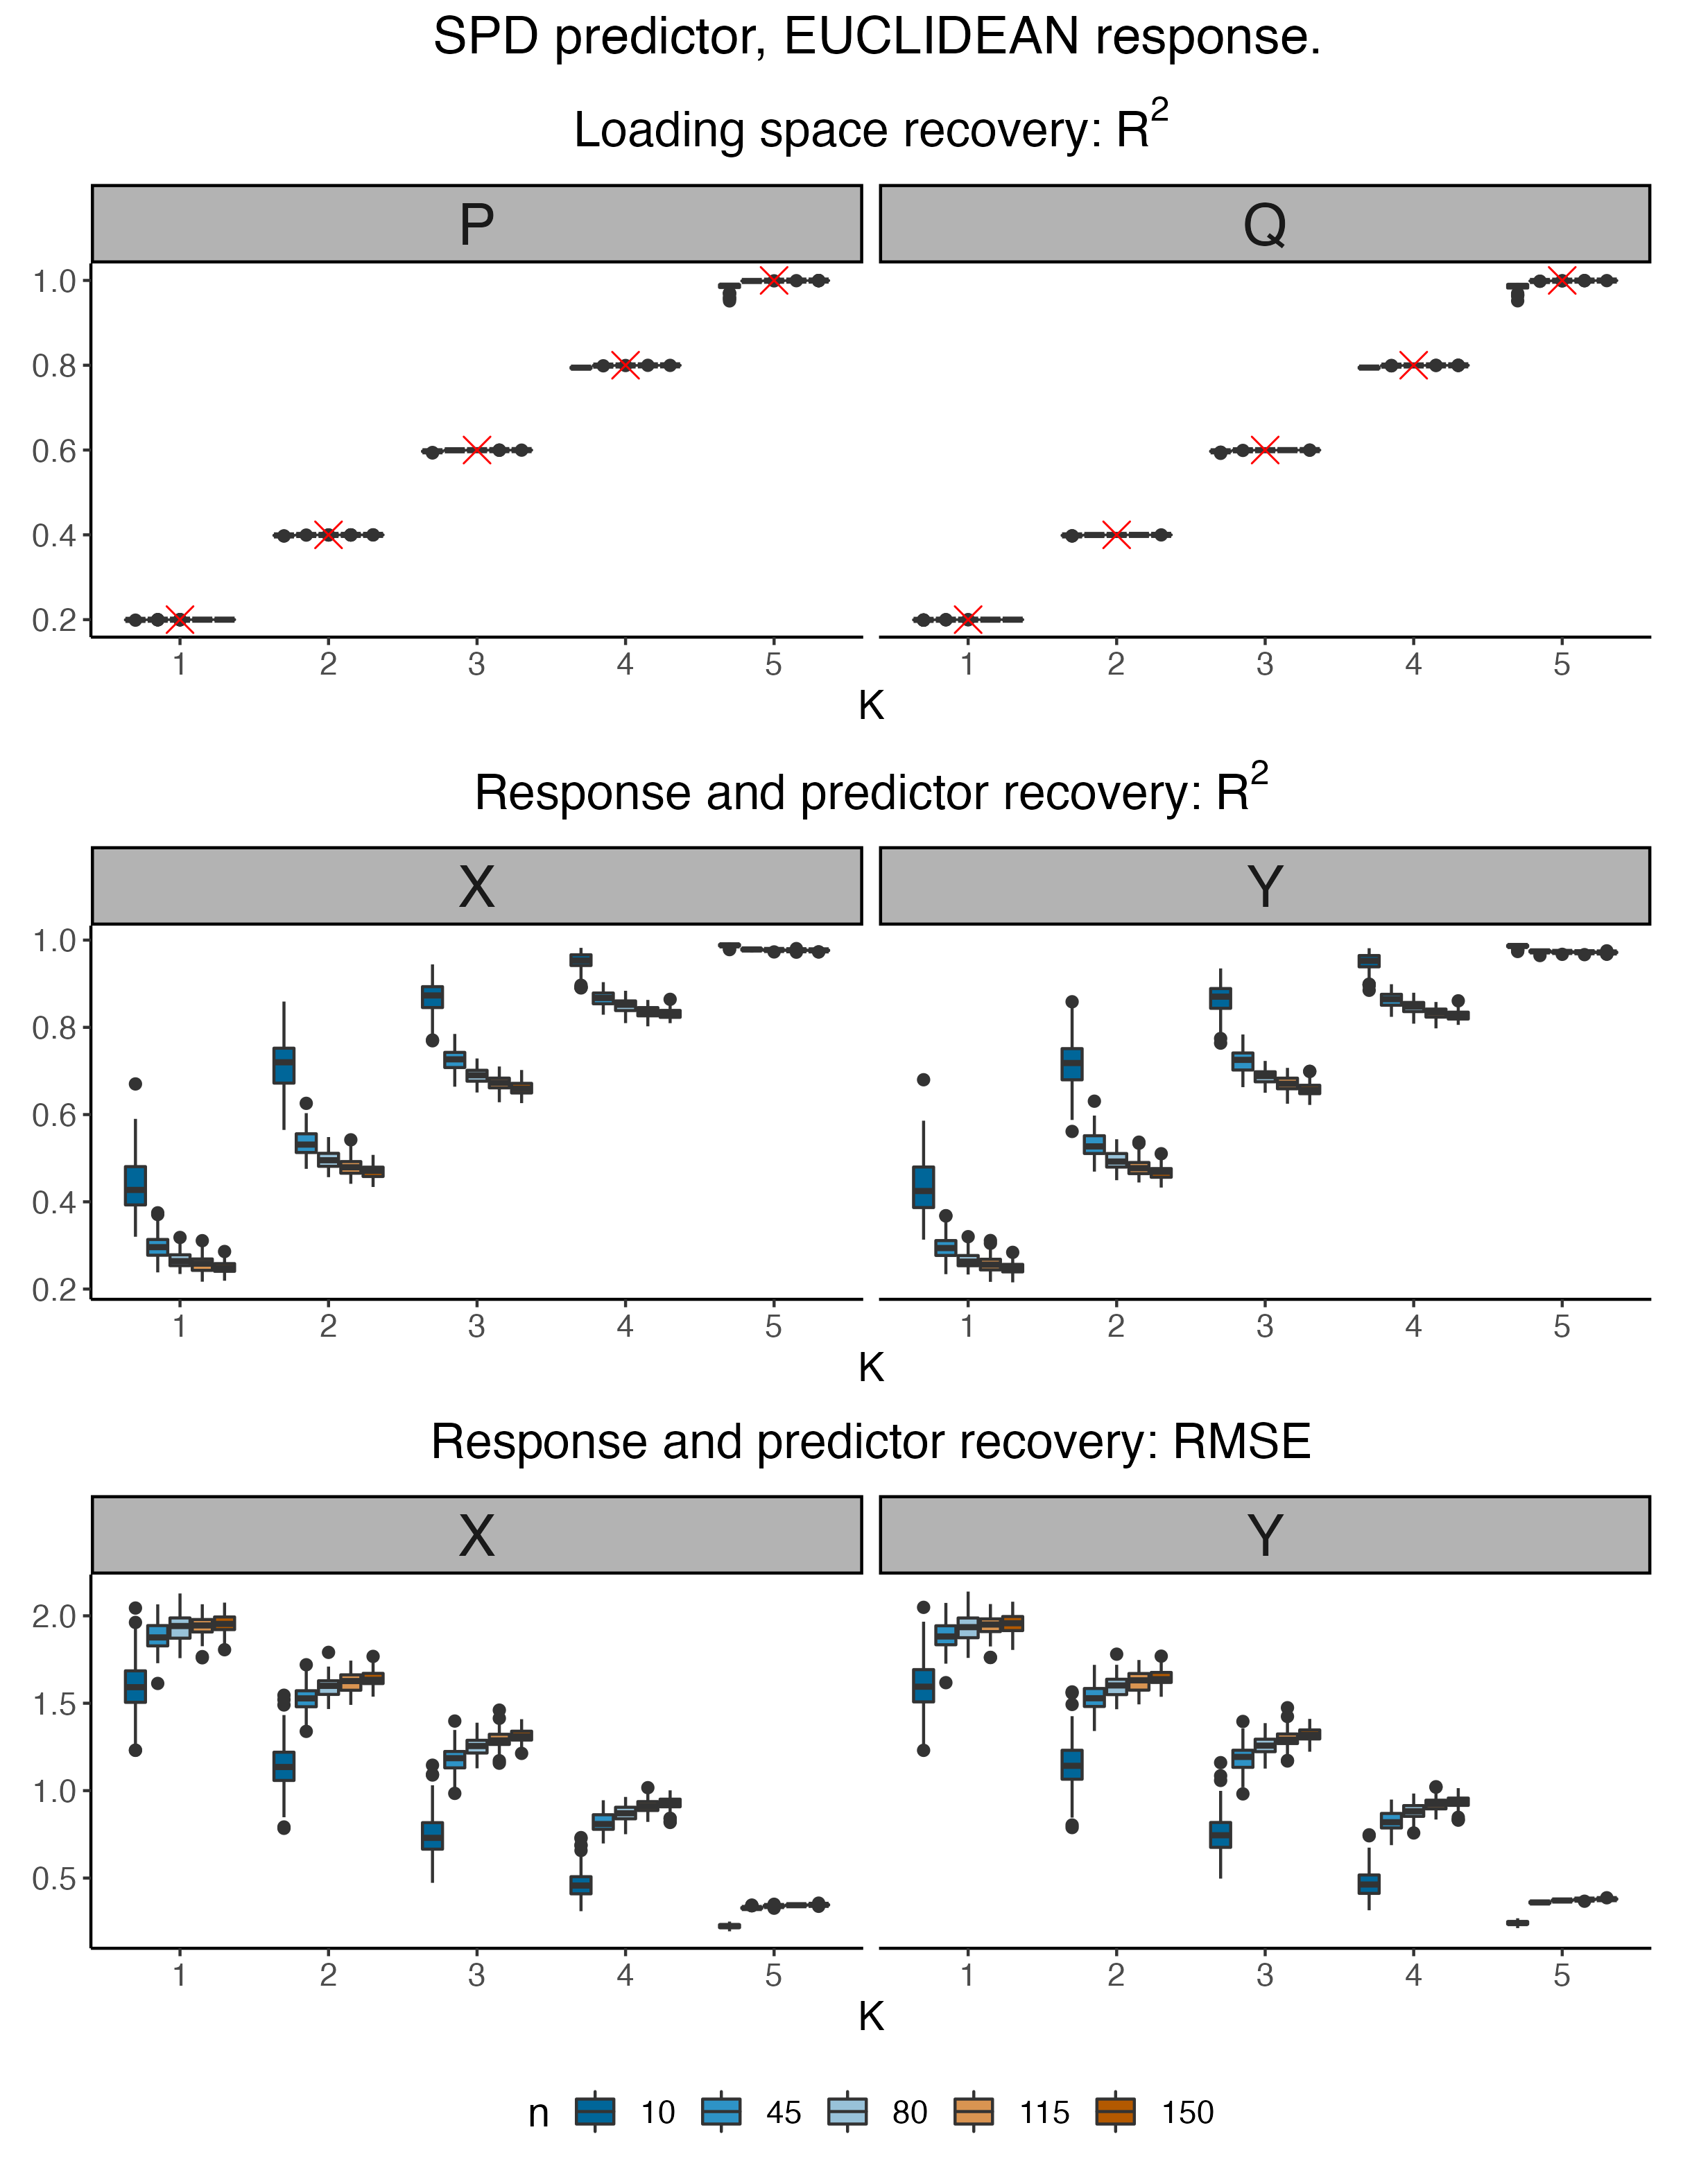 SPD predictor, EUCLIDEAN response.
Loading space recovery: R²
P Q
1.0
0.8
0.6
0.4
0.2
1 2 3 4 5 1 2 3 4 5
K
Response and predictor recovery: R²
X Y
1.0
0.8
0.6
0.4
0.2
1 2 3 4 5 1 2 3 4 5
K
Response and predictor recovery: RMSE
X Y
2.0
1.5
1.0
0.5
1 2 3 4 5 1 2 3 4 5
K
n 10 45 80 115 150